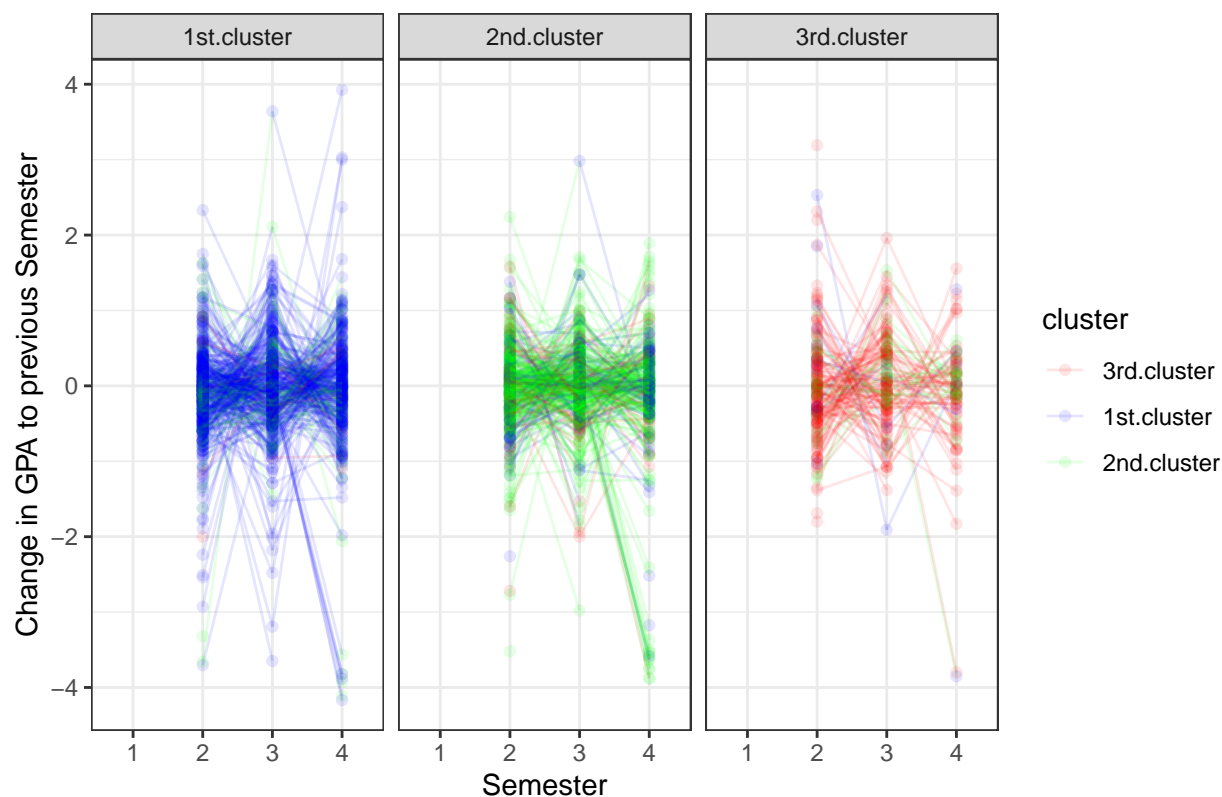 1st.cluster 2nd.cluster 3rd.cluster
Change in GPA to previous Semester
4
2
0
−2
−4
1 2 3 4 1 2 3 4 1 2 3 4
Semester
cluster
3rd.cluster
1st.cluster
2nd.cluster